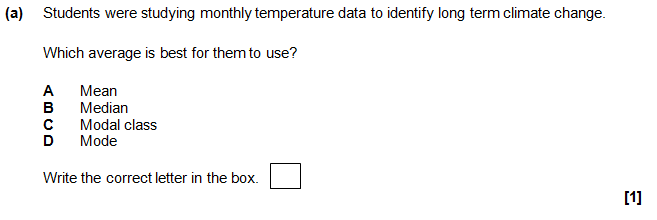 (a) Students were studying monthly temperature data to identify long term climate change.
Which average is best for them to use?
A Mean
B Median
C Modal class
D Mode
Write the correct letter in the box.
[1]